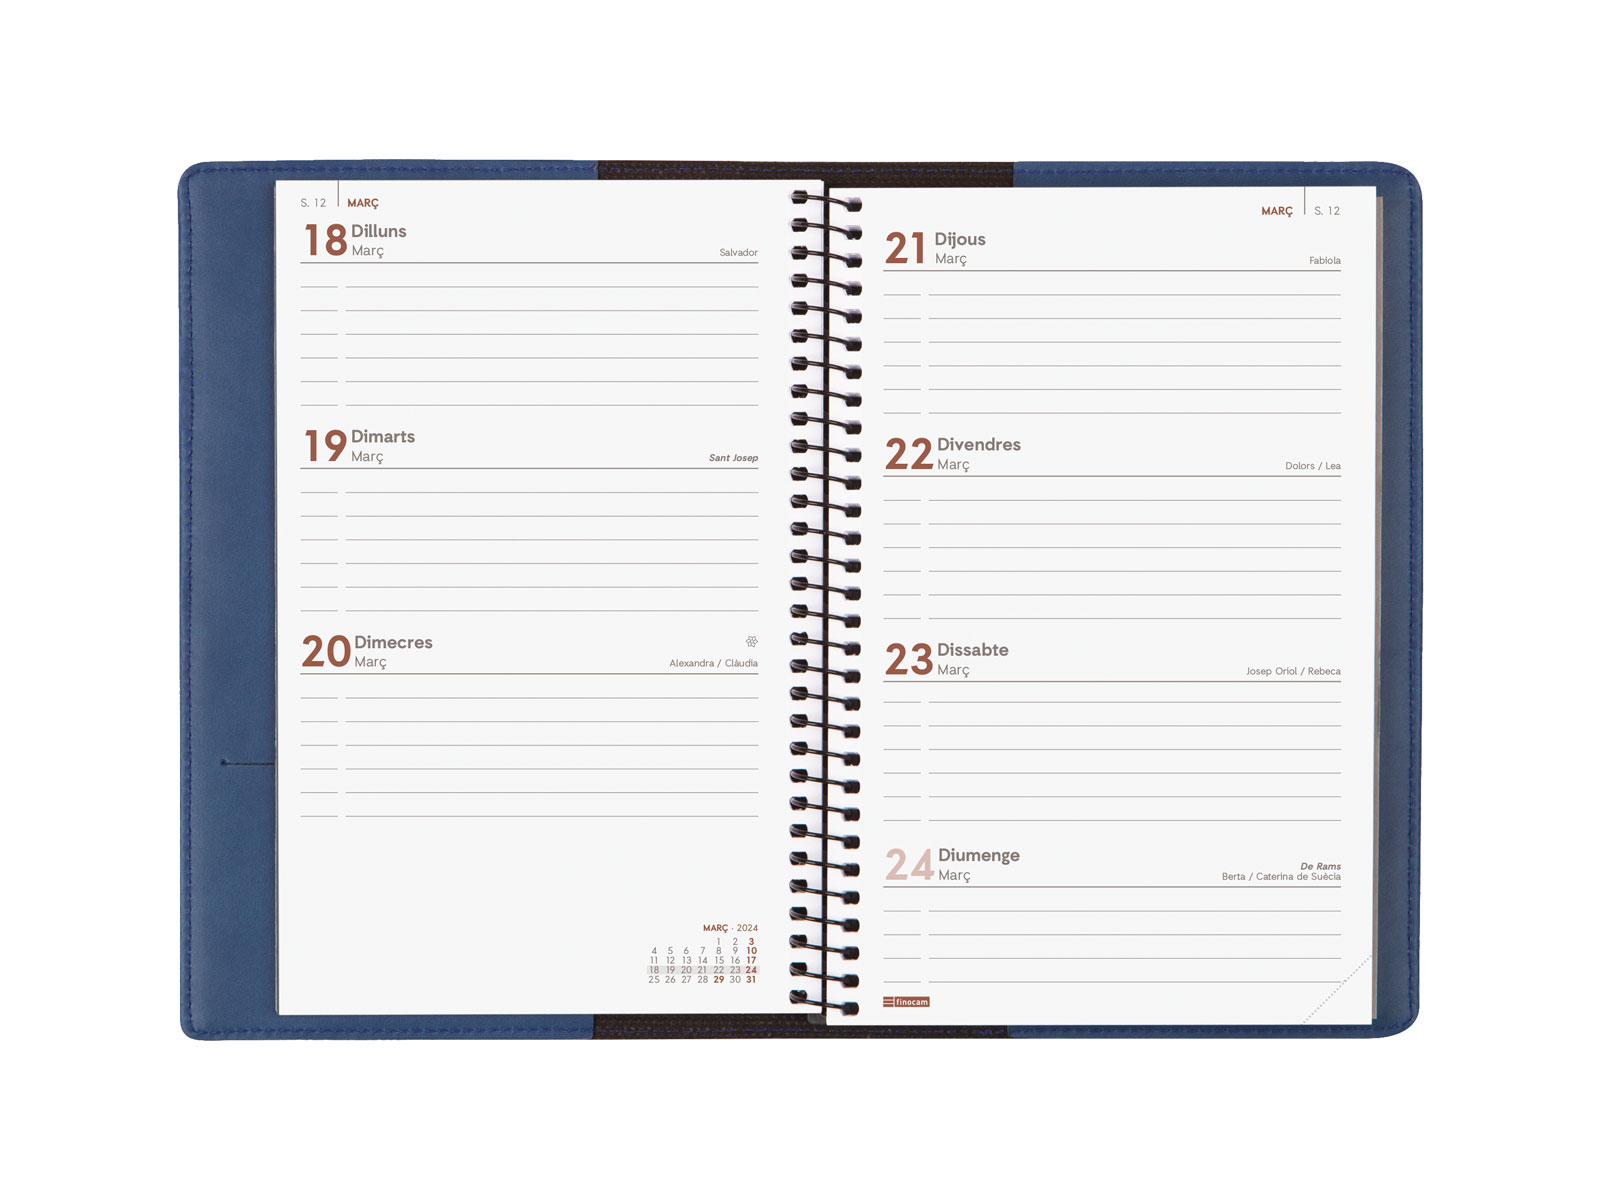 S. 12 MARÇ
18 Dilluns
Març Salvador
19 Dimarts
Març Sant Josep
20 Dimecres
Març Alexandra / Clàudia
MARÇ · 2024
1 2 3
4 5 6 7 8 9 10
11 12 13 14 15 16 17
18 19 20 21 22 23 24
25 26 27 28 29 30 31
MARÇ S. 12
21 Dijous
Març Fabiola
22 Divendres
Març Dolors / Lea
23 Dissabte
Març Josep Oriol / Rebeca
24 Diumenge
De Rams
Març Berta / Caterina de Suècia
finocam